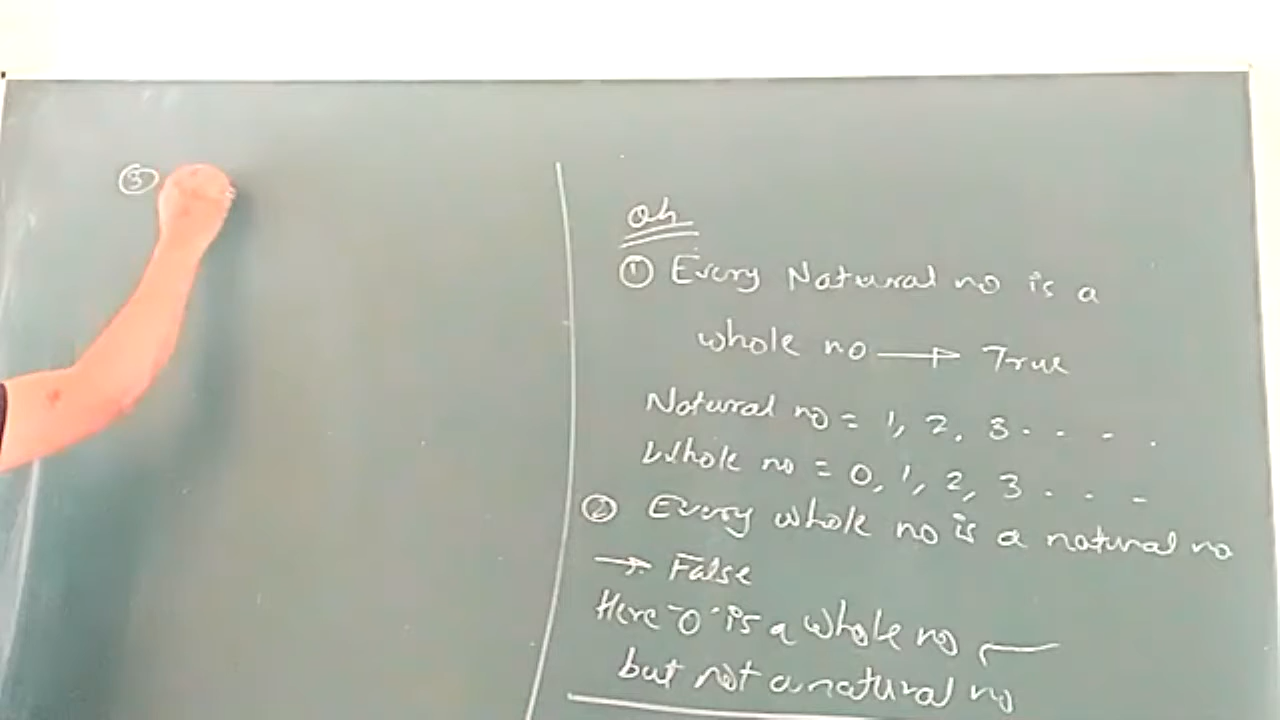 ③
Qh
① Every Natural no is a
whole no → True
Natural no = 1, 2, 3 . . . .
Whole no = 0, 1, 2, 3 . . .
② Every whole no is a natural no
→ False
Here "0" is a whole no
but not a natural no